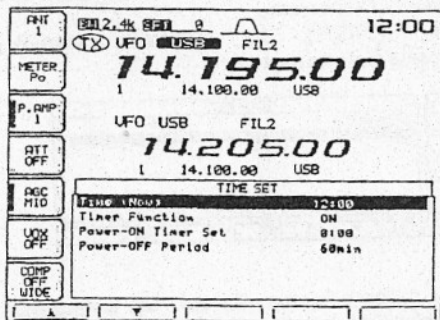 ANT
1
BW 2.4k SFT 0
12:00
TX VFO USB FIL2
METER
Po
14.195.00
1 14.100.00 USB
P.AMP
1
VFO USB FIL2
ATT
OFF
14.205.00
1 14.100.00 USB
AGC
MID
TIME SET
Time (Now) 12:00
Timer Function ON
Power-ON Timer Set 8:00
Power-OFF Period 60min
VOX
OFF
COMP
OFF
WIDE